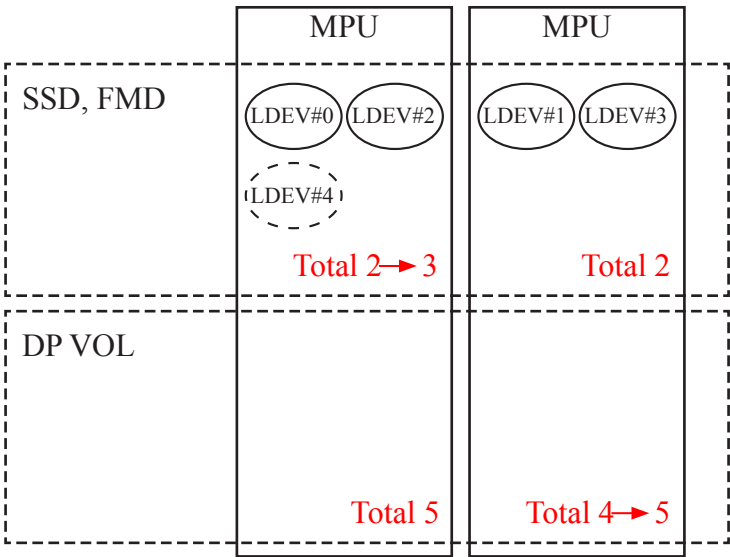 MPU MPU
SSD, FMD
LDEV#0 LDEV#2 LDEV#1 LDEV#3
LDEV#4
Total 2→3 Total 2
DP VOL
Total 5 Total 4→5